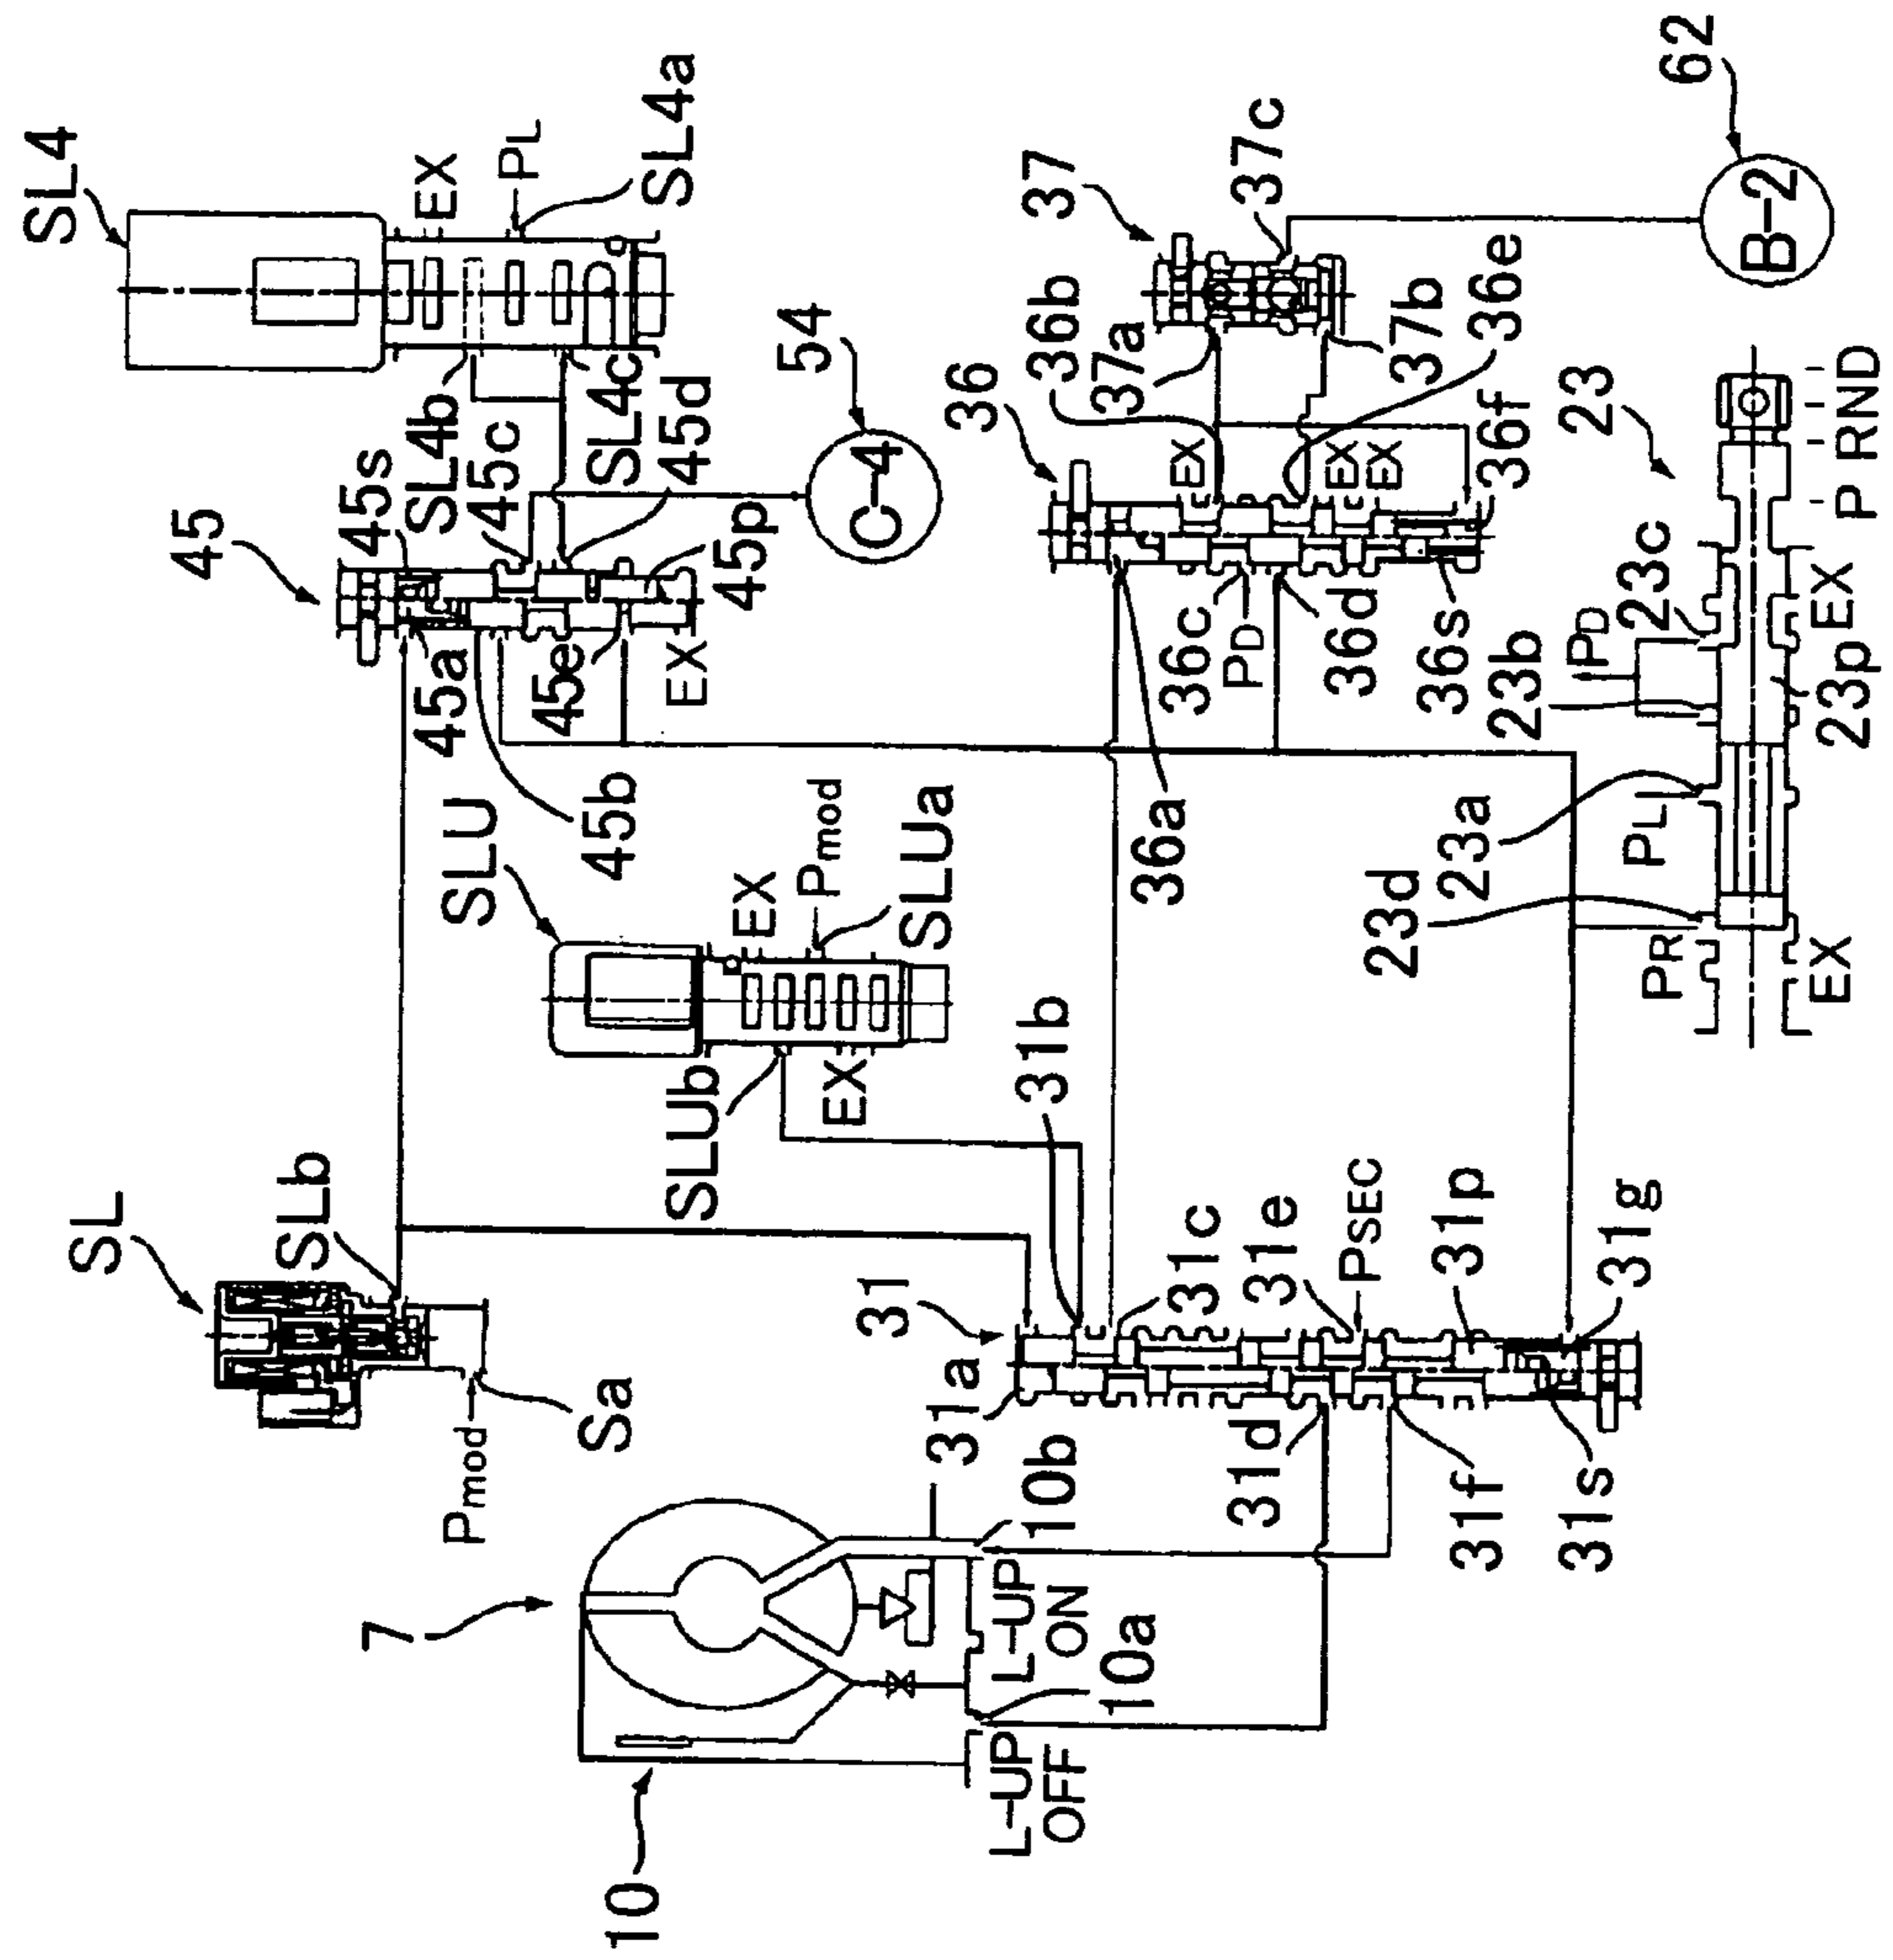 SL4
EX
PL
SL4a
SL4b
SL4c
45
45s
45a
45c
45d
45b
45e
45p
EX
54
C-4
SL
SLb
Pmod
Sa
SLU
EX
Pmod
SLUa
SLUb
EX
7
10
10a
10b
L-UP
ON
L-UP
OFF
31
31a
31b
31c
31d
31e
PSEC
31f
31p
31g
31s
36
36a
36b
EX
36c
PD
36d
36e
EX
EX
36f
36s
37
37a
37b
37c
62
B-2
23
23a
23b
23c
PD
PL
23d
PR
EX
23p
EX
P RND